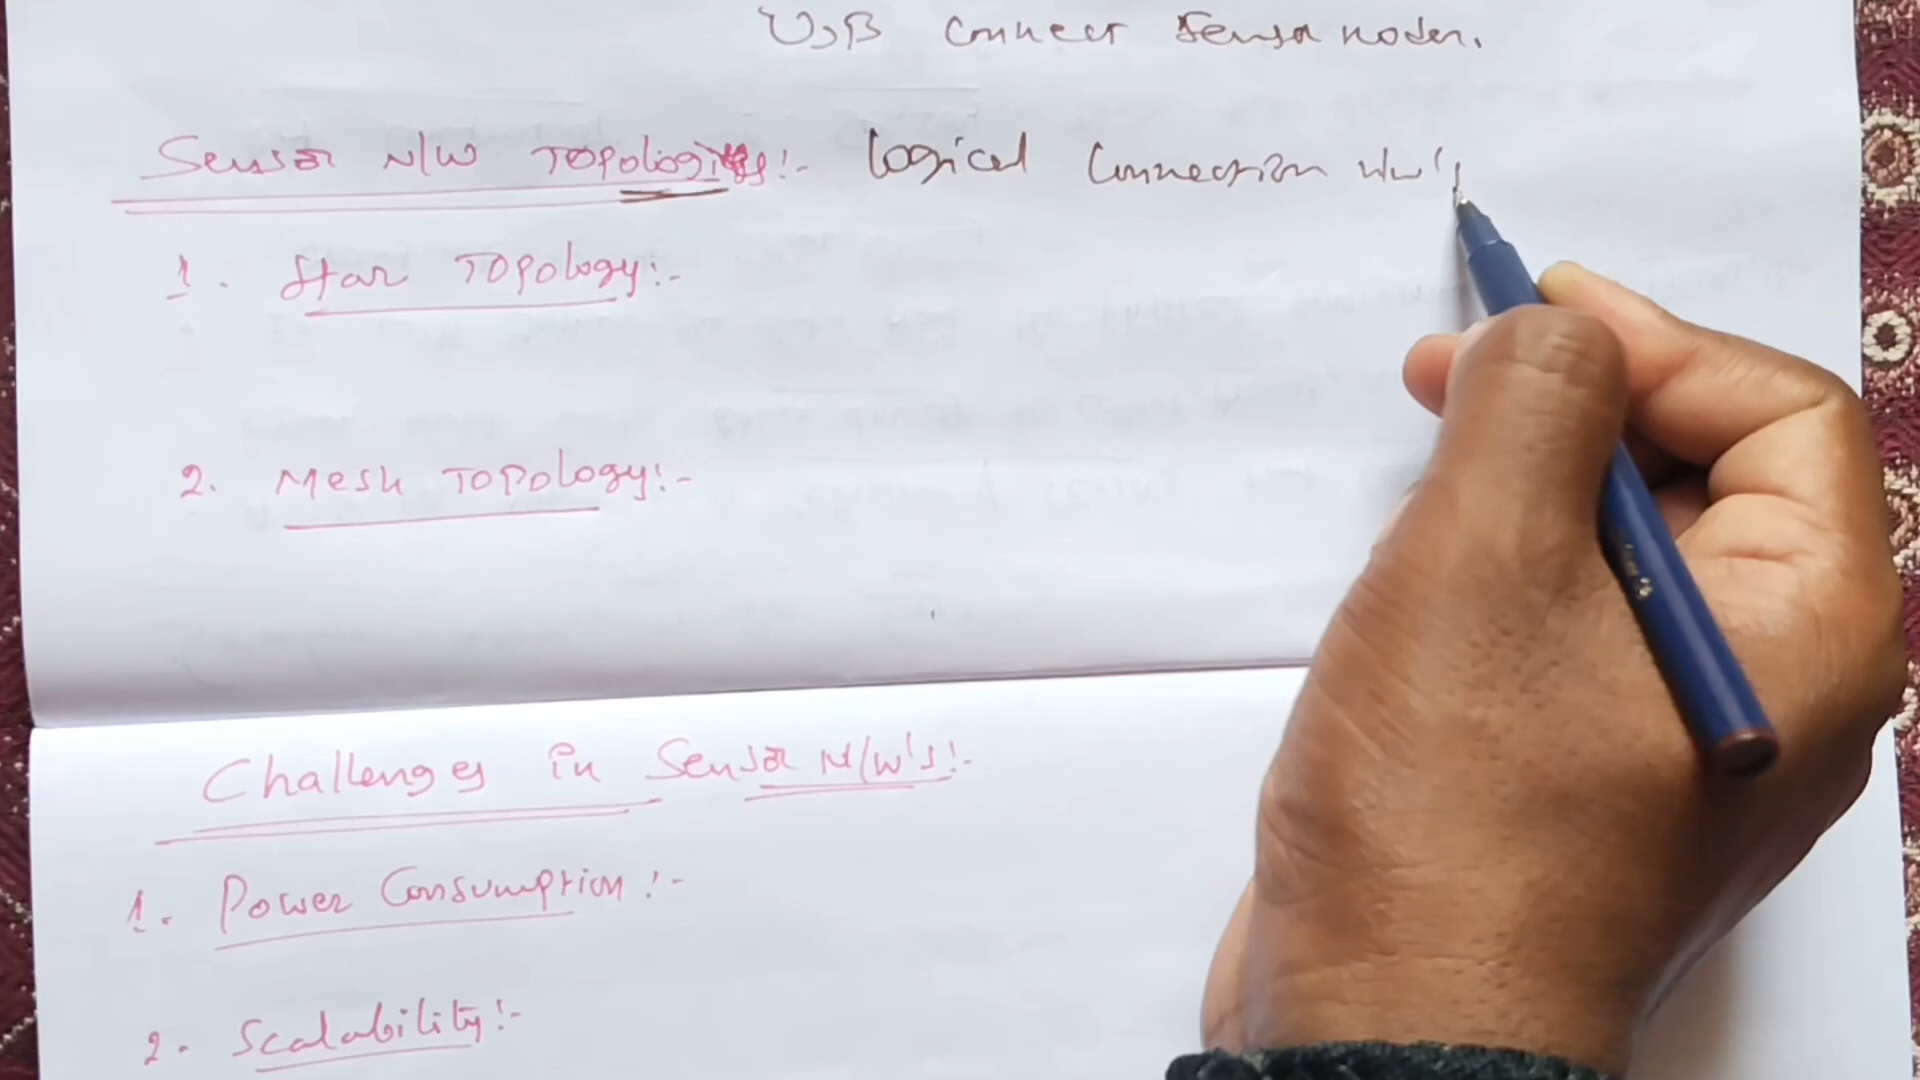 USB connect sensor nodes.
Sensor N/W Topologies:- Logical Connection N/w's
1. Star Topology:-
2. Mesh Topology:-
Challenges in Sensor N/W's:-
1. Power Consumption:-
2. Scalability:-